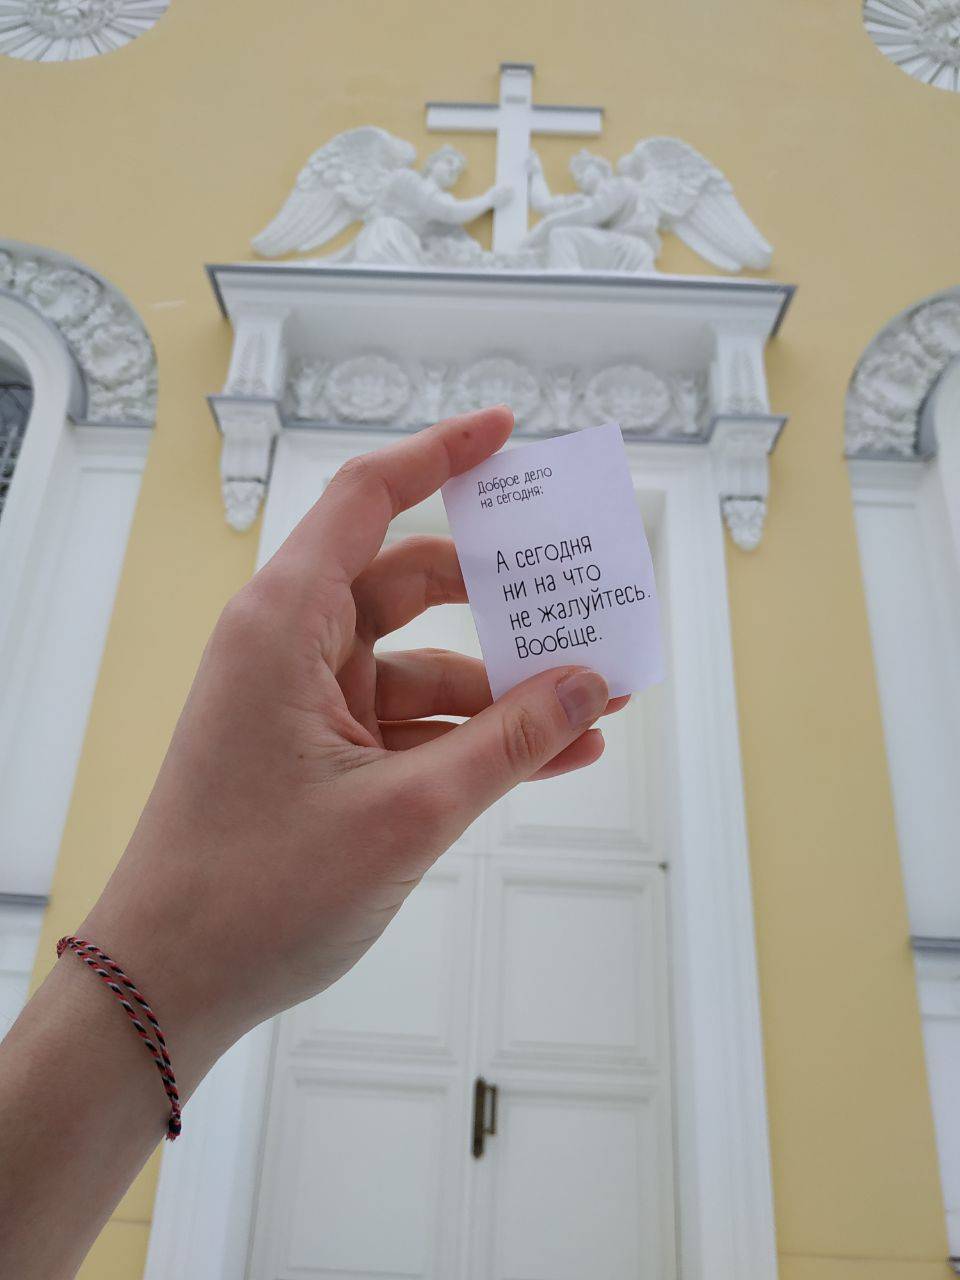 Доброе дело
на сегодня:
А сегодня
ни на что
не жалуйтесь.
Вообще.